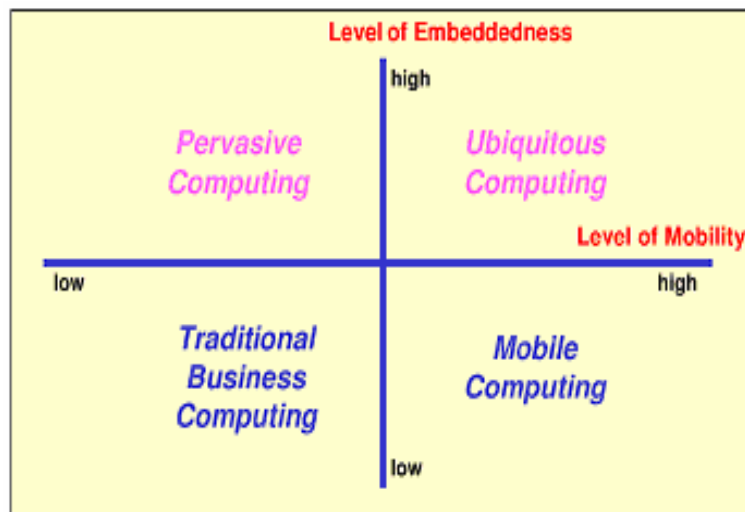 Level of Embeddedness
high
Pervasive
Computing
Ubiquitous
Computing
Level of Mobility
low
high
Traditional
Business
Computing
Mobile
Computing
low